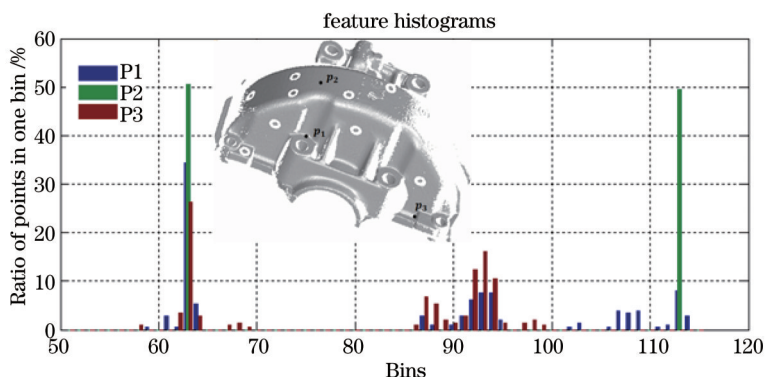 feature histograms
60
50
40
30
20
10
0
Ratio of points in one bin /%
P1
P2
P3
p2
p1
p3
50 60 70 80 90 100 110 120
Bins